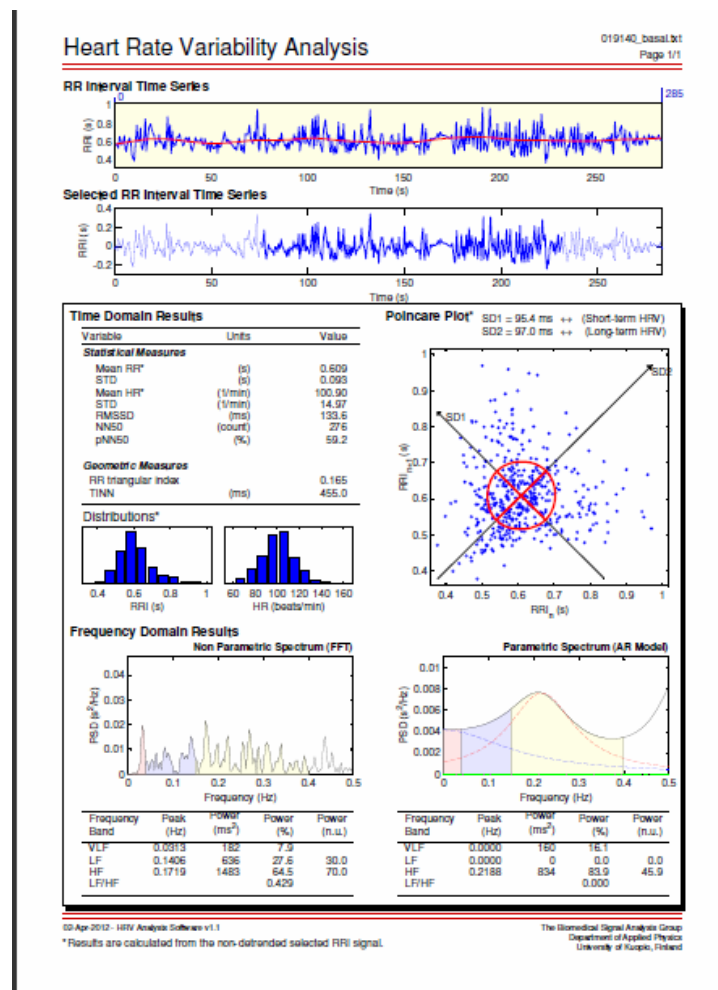 Heart Rate Variability Analysis
019140_basal.txt
Page 1/1
RR Interval Time Series
0
285
1
0.8
0.6
0.4
RRI (s)
0 50 100 150 200 250
Time (s)
Selected RR Interval Time Series
0.4
0.2
0
-0.2
RRI (s)
0 50 100 150 200 250
Time (s)
Time Domain Results
Variable Units Value
Statistical Measures
Mean RR* (s) 0.609
STD (s) 0.093
Mean HR* (1/min) 100.90
STD (1/min) 14.97
RMSSD (ms) 133.6
NN50 (count) 276
pNN50 (%) 59.2
Geometric Measures
RR triangular index 0.165
TINN (ms) 455.0
Distributions*
0.4 0.6 0.8 1
RRI (s)
60 80 100 120 140 160
HR (beats/min)
Poincare Plot*
SD1 = 95.4 ms ↔ (Short-term HRV)
SD2 = 97.0 ms ↔ (Long-term HRV)
SD2
SD1
1
0.9
0.8
0.7
0.6
0.5
0.4
RRIn+1 (s)
0.4 0.5 0.6 0.7 0.8 0.9 1
RRIn (s)
Frequency Domain Results
Non Parametric Spectrum (FFT)
0.04
0.03
0.02
0.01
0
PSD (s²/Hz)
0 0.1 0.2 0.3 0.4 0.5
Frequency (Hz)
Frequency Band Peak (Hz) Power (ms²) Power (%) Power (n.u.)
VLF 0.0313 182 7.9
LF 0.1406 636 27.6 30.0
HF 0.1719 1483 64.5 70.0
LF/HF 0.429
Parametric Spectrum (AR Model)
0.01
0.008
0.006
0.004
0.002
0
PSD (s²/Hz)
0 0.1 0.2 0.3 0.4 0.5
Frequency (Hz)
Frequency Band Peak (Hz) Power (ms²) Power (%) Power (n.u.)
VLF 0.0000 160 16.1
LF 0.0000 0 0.0 0.0
HF 0.2188 834 83.9 45.9
LF/HF 0.000
02-Apr-2012 - HRV Analysis Software v1.1
*Results are calculated from the non-detrended selected RRI signal.
The Biomedical Signal Analysis Group
Department of Applied Physics
University of Kuopio, Finland